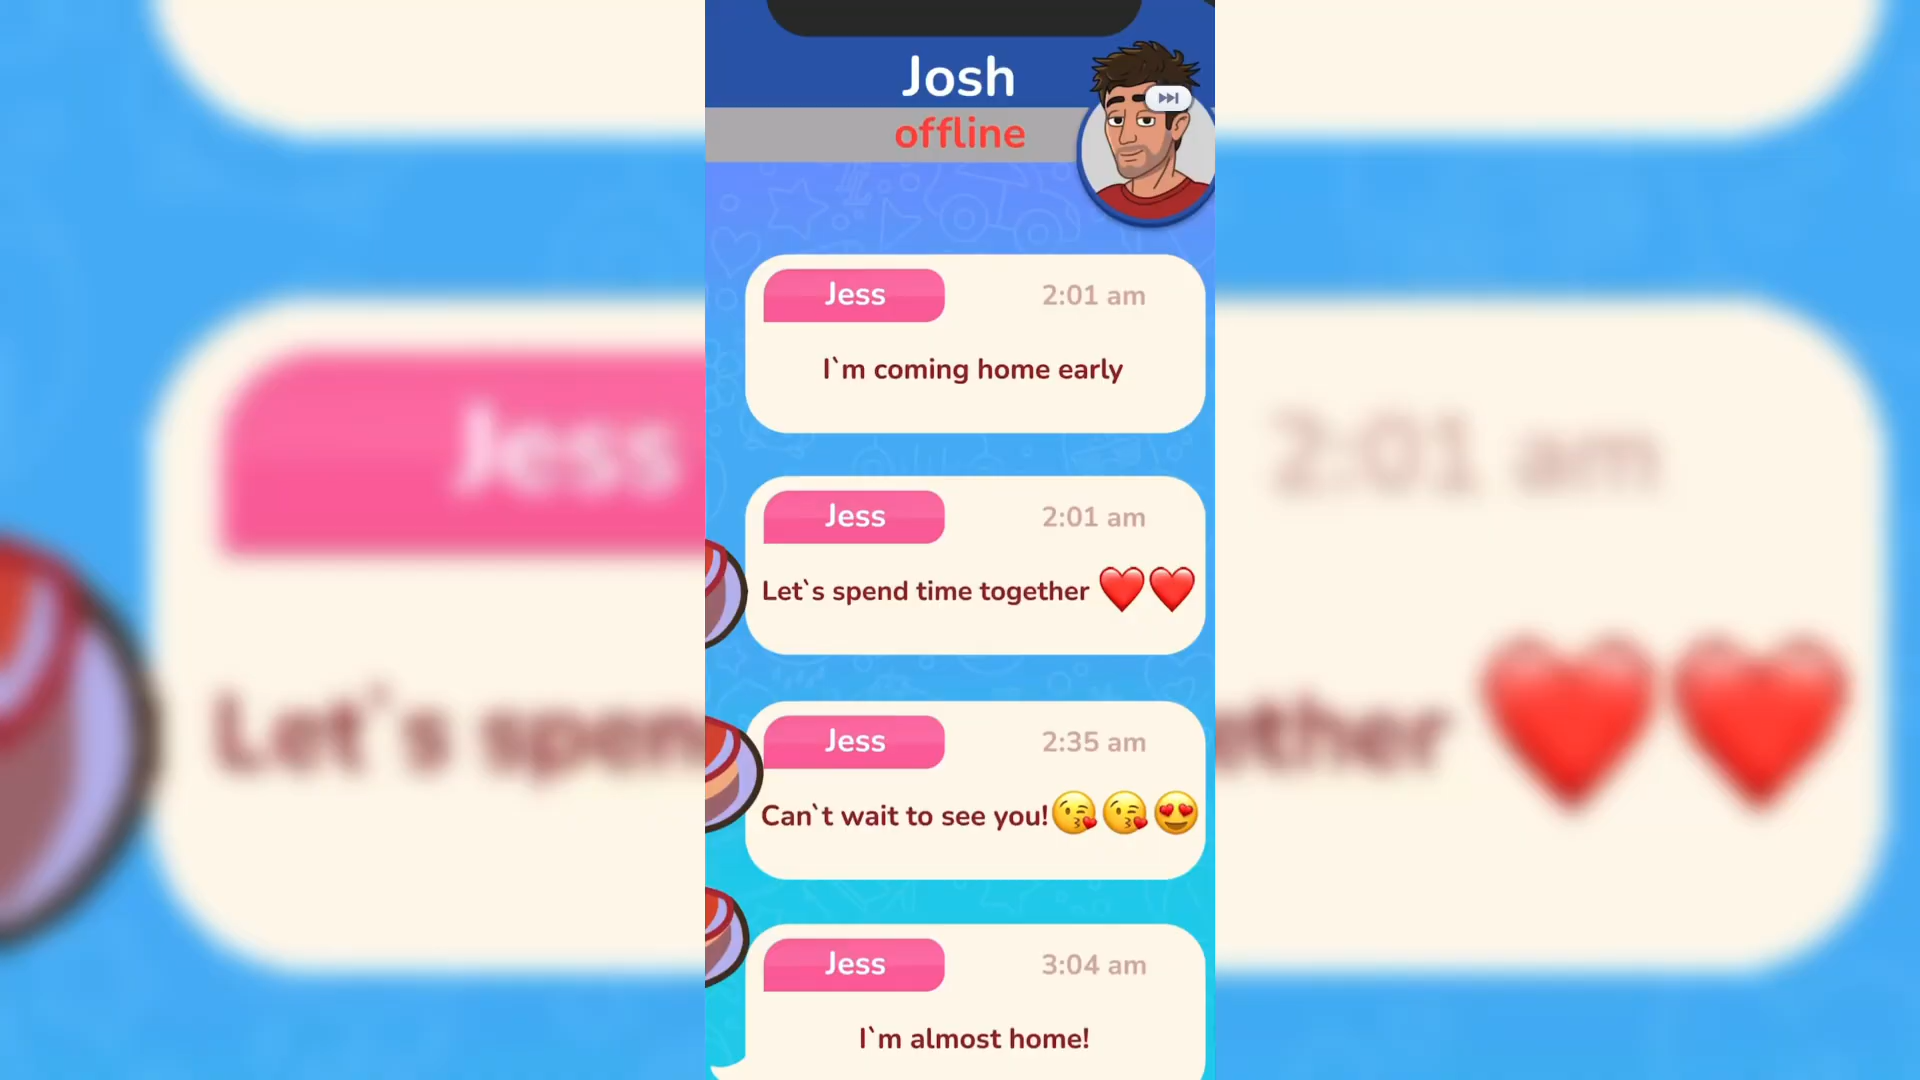 Josh
offline
Jess 2:01 am
I`m coming home early
Jess 2:01 am
Let`s spend time together ❤️❤️
Jess 2:35 am
Can`t wait to see you!😘😘😍
Jess 3:04 am
I`m almost home!